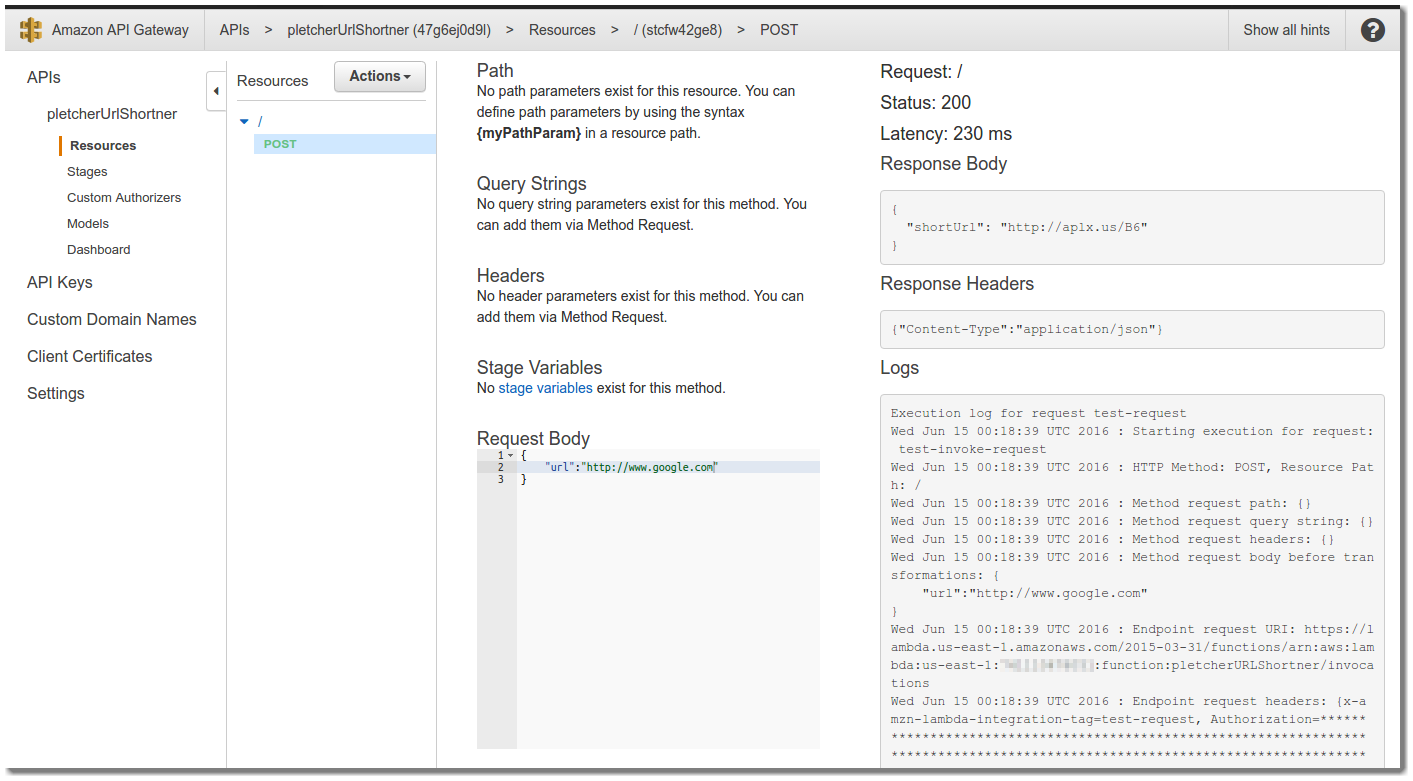 Amazon API Gateway
APIs > pletcherUrlShortner (47g6ej0d9l) > Resources > / (stcfw42ge8) > POST
Show all hints
?
APIs
pletcherUrlShortner
Resources
Stages
Custom Authorizers
Models
Dashboard
API Keys
Custom Domain Names
Client Certificates
Settings
Resources
Actions
/
POST
Path
No path parameters exist for this resource. You can
define path parameters by using the syntax
{myPathParam} in a resource path.
Query Strings
No query string parameters exist for this method. You
can add them via Method Request.
Headers
No header parameters exist for this method. You can
add them via Method Request.
Stage Variables
No stage variables exist for this method.
Request Body
1 {
2 "url":"http://www.google.com"
3 }
Request: /
Status: 200
Latency: 230 ms
Response Body
{
"shortUrl": "http://aplx.us/B6"
}
Response Headers
{"Content-Type":"application/json"}
Logs
Execution log for request test-request
Wed Jun 15 00:18:39 UTC 2016 : Starting execution for request:
test-invoke-request
Wed Jun 15 00:18:39 UTC 2016 : HTTP Method: POST, Resource Pat
h: /
Wed Jun 15 00:18:39 UTC 2016 : Method request path: {}
Wed Jun 15 00:18:39 UTC 2016 : Method request query string: {}
Wed Jun 15 00:18:39 UTC 2016 : Method request headers: {}
Wed Jun 15 00:18:39 UTC 2016 : Method request body before tran
sformations: {
"url":"http://www.google.com"
}
Wed Jun 15 00:18:39 UTC 2016 : Endpoint request URI: https://l
ambda.us-east-1.amazonaws.com/2015-03-31/functions/arn:aws:lam
bda:us-east-1: :function:pletcherURLShortner/invoca
tions
Wed Jun 15 00:18:39 UTC 2016 : Endpoint request headers: {x-a
mzn-lambda-integration-tag=test-request, Authorization=******
*************************************************************
*************************************************************